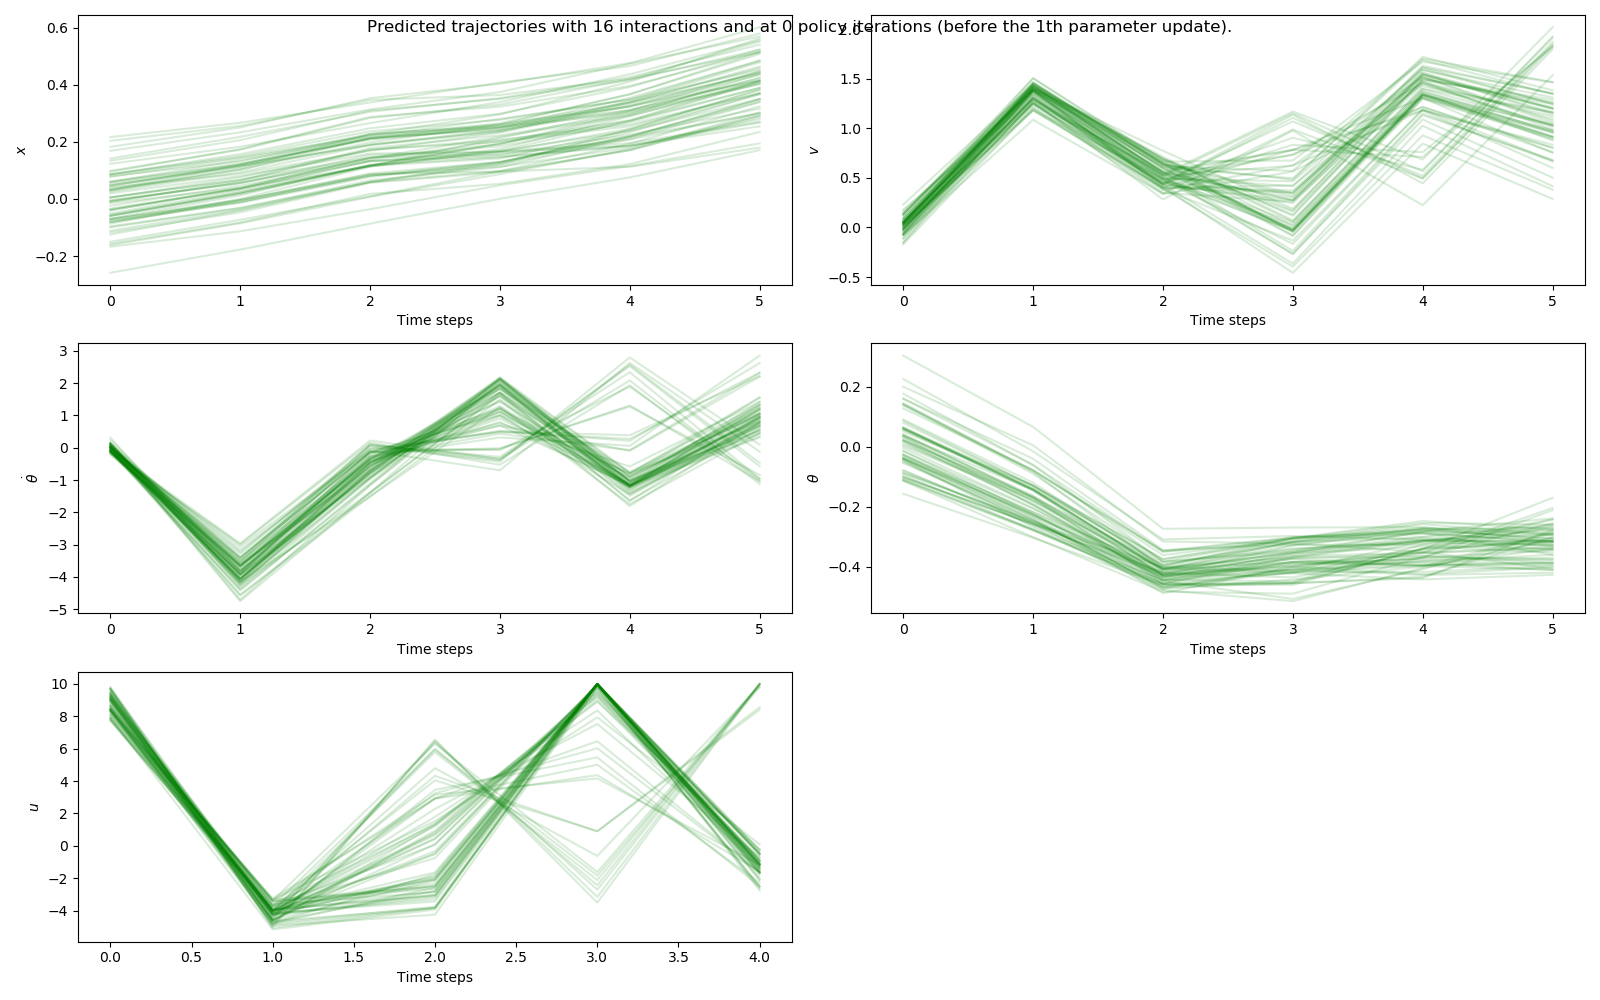 Predicted trajectories with 16 interactions and at 0 policy iterations (before the 1th parameter update).
0.6
0.4
0.2
0.0
−0.2
x
0 1 2 3 4 5
Time steps
2.0
1.5
1.0
0.5
0.0
−0.5
v
0 1 2 3 4 5
Time steps
3
2
1
0
−1
−2
−3
−4
−5
θ̇
0 1 2 3 4 5
Time steps
0.2
0.0
−0.2
−0.4
θ
0 1 2 3 4 5
Time steps
10
8
6
4
2
0
−2
−4
u
0.0 0.5 1.0 1.5 2.0 2.5 3.0 3.5 4.0
Time steps